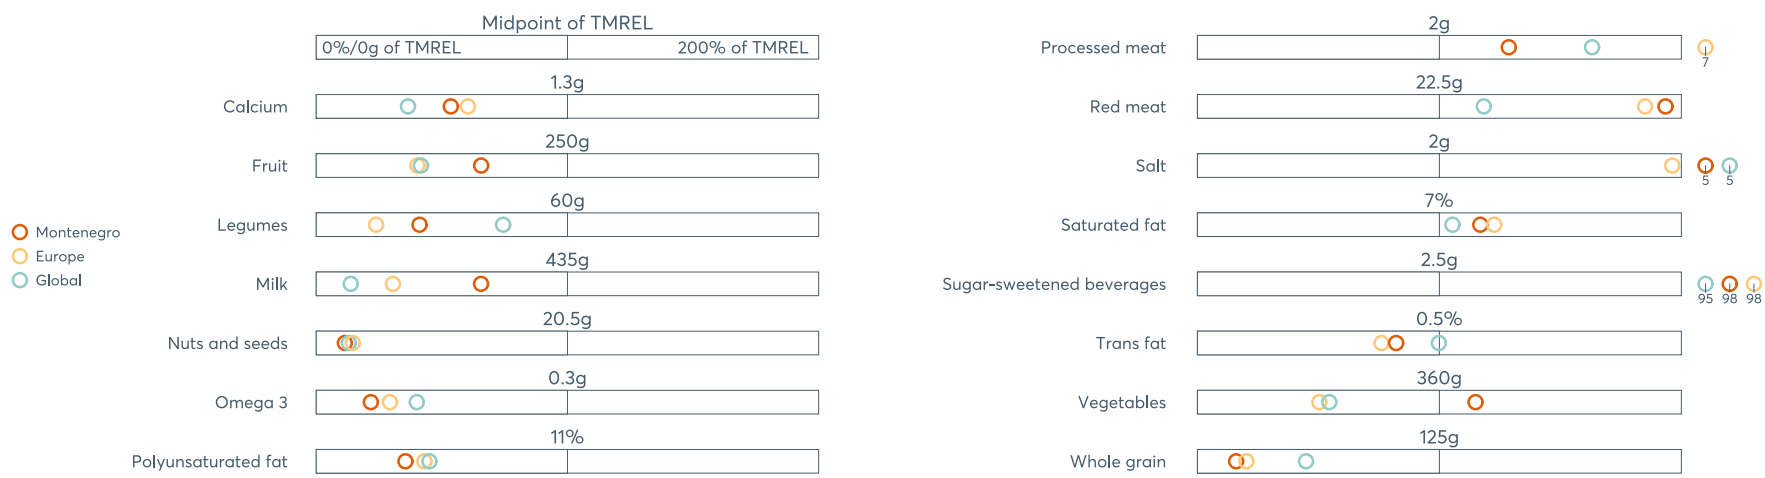 Midpoint of TMREL
0%/0g of TMREL 200% of TMREL
1.3g
Calcium
250g
Fruit
60g
Legumes
435g
Milk
20.5g
Nuts and seeds
0.3g
Omega 3
11%
Polyunsaturated fat
Montenegro
Europe
Global
2g
Processed meat
7
22.5g
Red meat
2g
Salt
5 5
7%
Saturated fat
2.5g
Sugar-sweetened beverages
95 98 98
0.5%
Trans fat
360g
Vegetables
125g
Whole grain